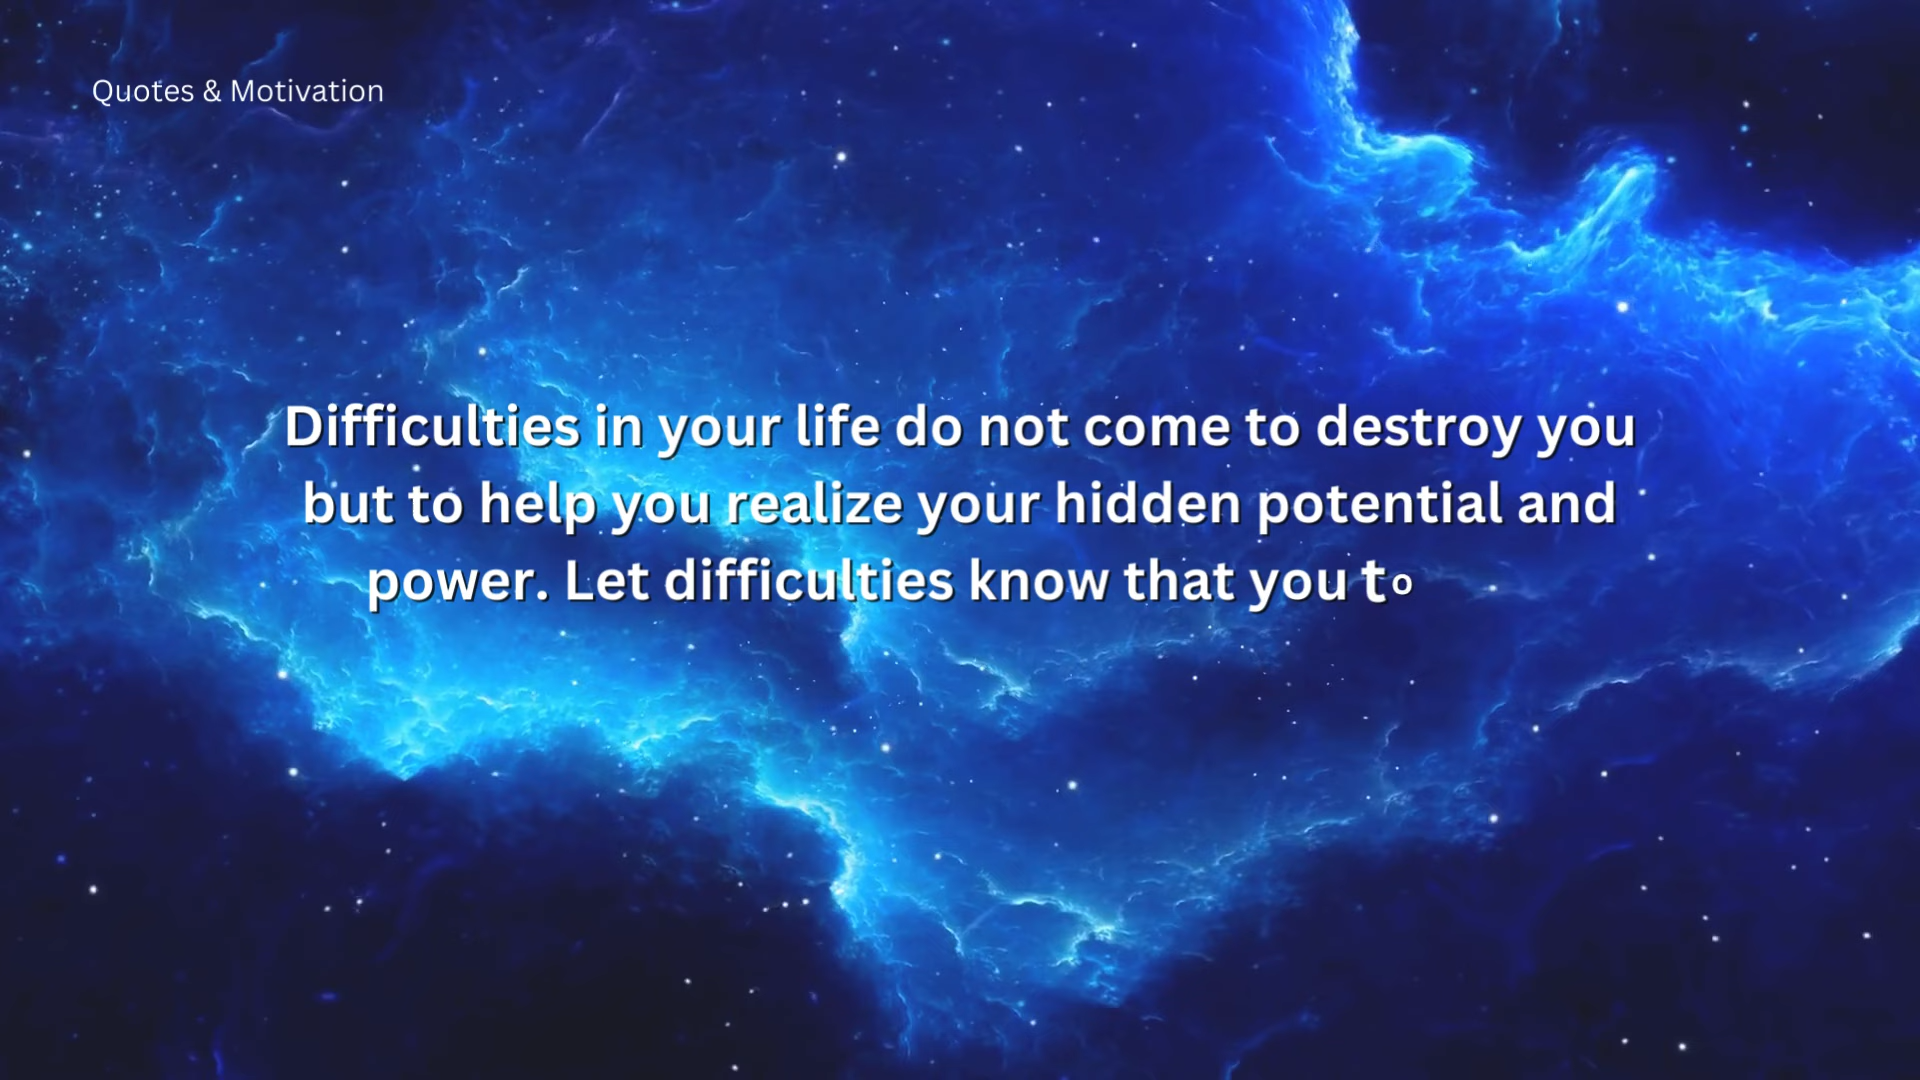 Quotes & Motivation
Difficulties in your life do not come to destroy you
but to help you realize your hidden potential and
power. Let difficulties know that you to